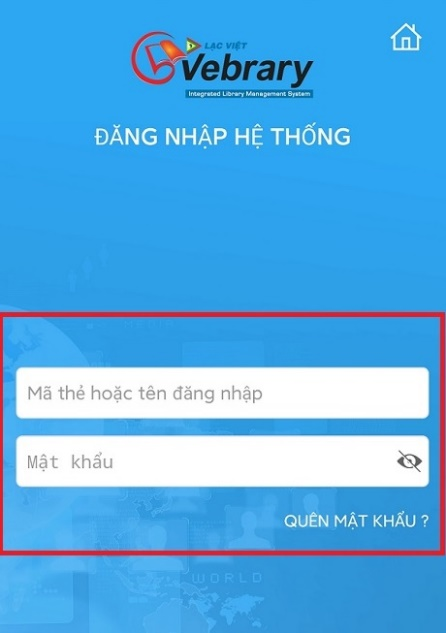 LẠC VIỆT
Vebrary
Integrated Library Management System
ĐĂNG NHẬP HỆ THỐNG
Mã thẻ hoặc tên đăng nhập
Mật khẩu
QUÊN MẬT KHẨU ?
WORLD